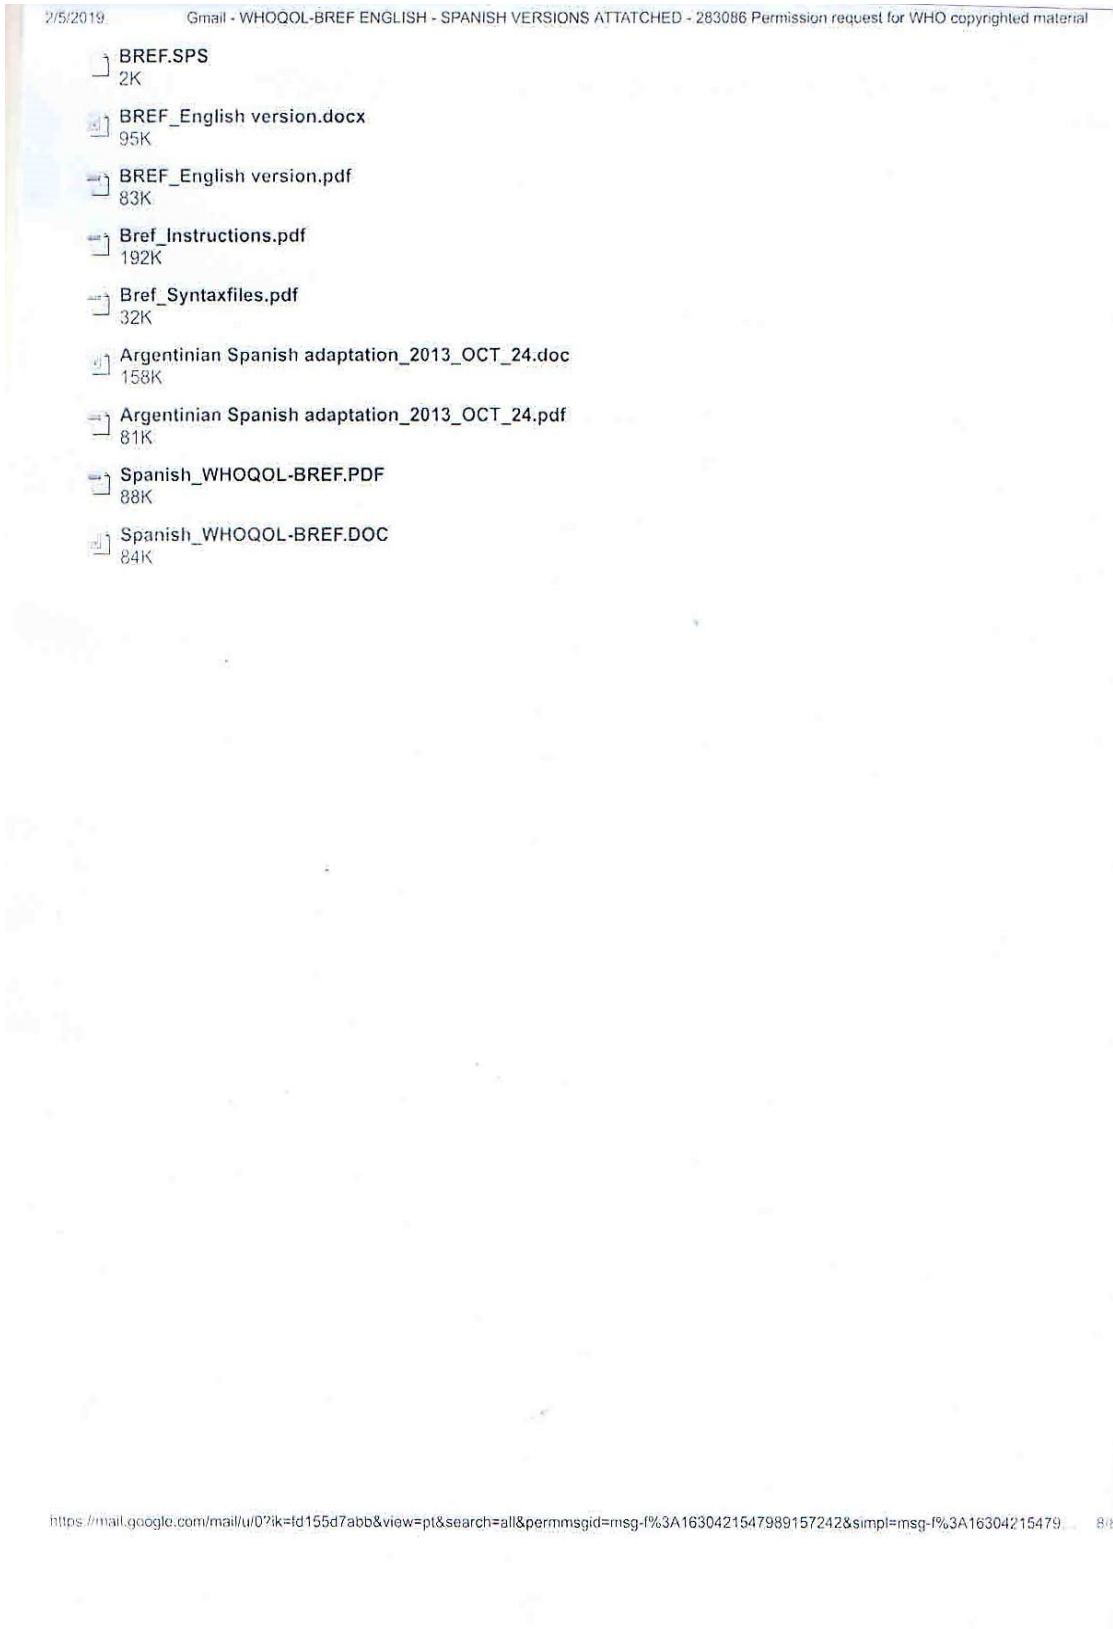 2/5/2019 Gmail - WHOQOL-BREF ENGLISH - SPANISH VERSIONS ATTATCHED - 283086 Permission request for WHO copyrighted material
BREF.SPS
2K
BREF_English version.docx
95K
BREF_English version.pdf
83K
Bref_Instructions.pdf
192K
Bref_Syntaxfiles.pdf
32K
Argentinian Spanish adaptation_2013_OCT_24.doc
158K
Argentinian Spanish adaptation_2013_OCT_24.pdf
81K
Spanish_WHOQOL-BREF.PDF
88K
Spanish_WHOQOL-BREF.DOC
84K
https://mail.google.com/mail/u/0?ik=fd155d7abb&view=pt&search=all&permmsgid=msg-f%3A1630421547989157242&simpl=msg-f%3A16304215479...